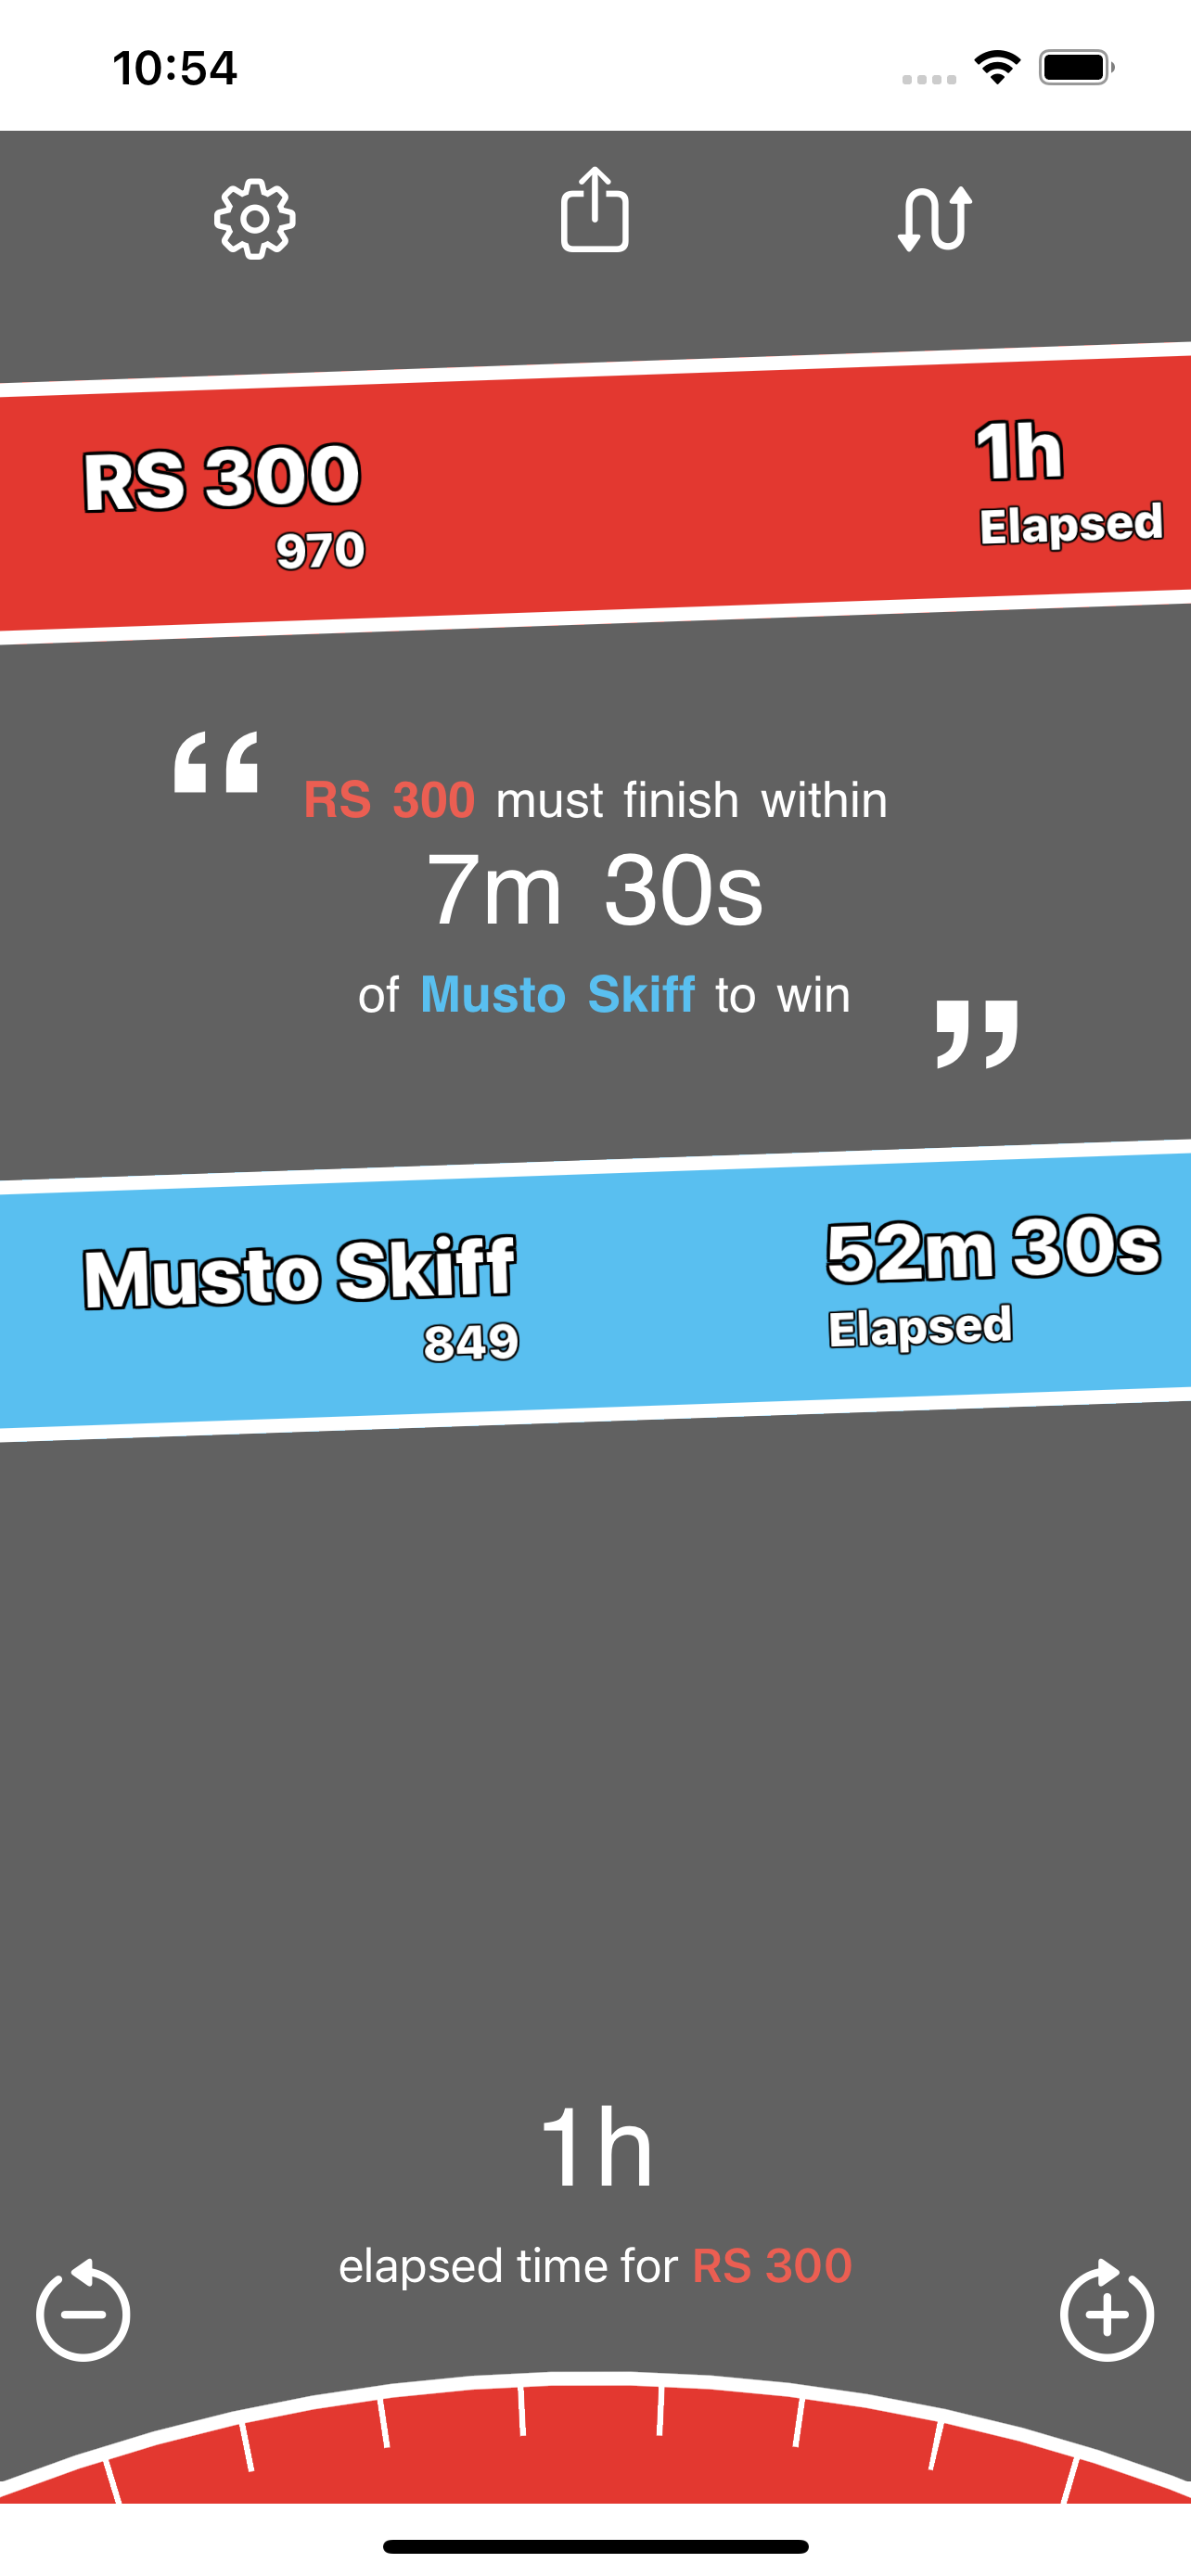 10:54
RS 300
970
1h
Elapsed
“
RS 300 must finish within
7m 30s
of Musto Skiff to win
”
Musto Skiff
849
52m 30s
Elapsed
1h
elapsed time for RS 300